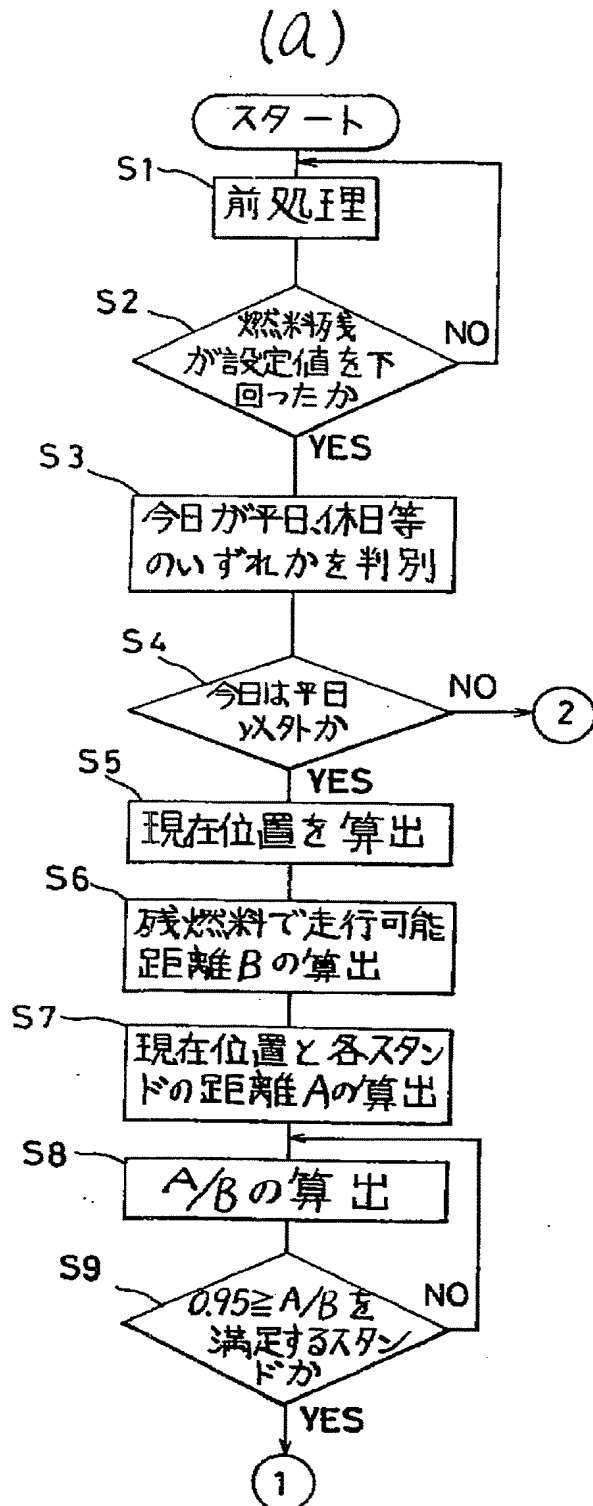 (a)
スタート
S1
前処理
S2
燃料残
が設定値を下
回ったか
NO
YES
S3
今日が平日、休日等
のいずれかを判別
S4
今日は平日
以外か
NO
2
YES
S5
現在位置を算出
S6
残燃料で走行可能
距離Bの算出
S7
現在位置と各スタン
ドの距離Aの算出
S8
A/Bの算出
S9
0.95≧A/Bを
満足するスタン
ドか
NO
YES
1